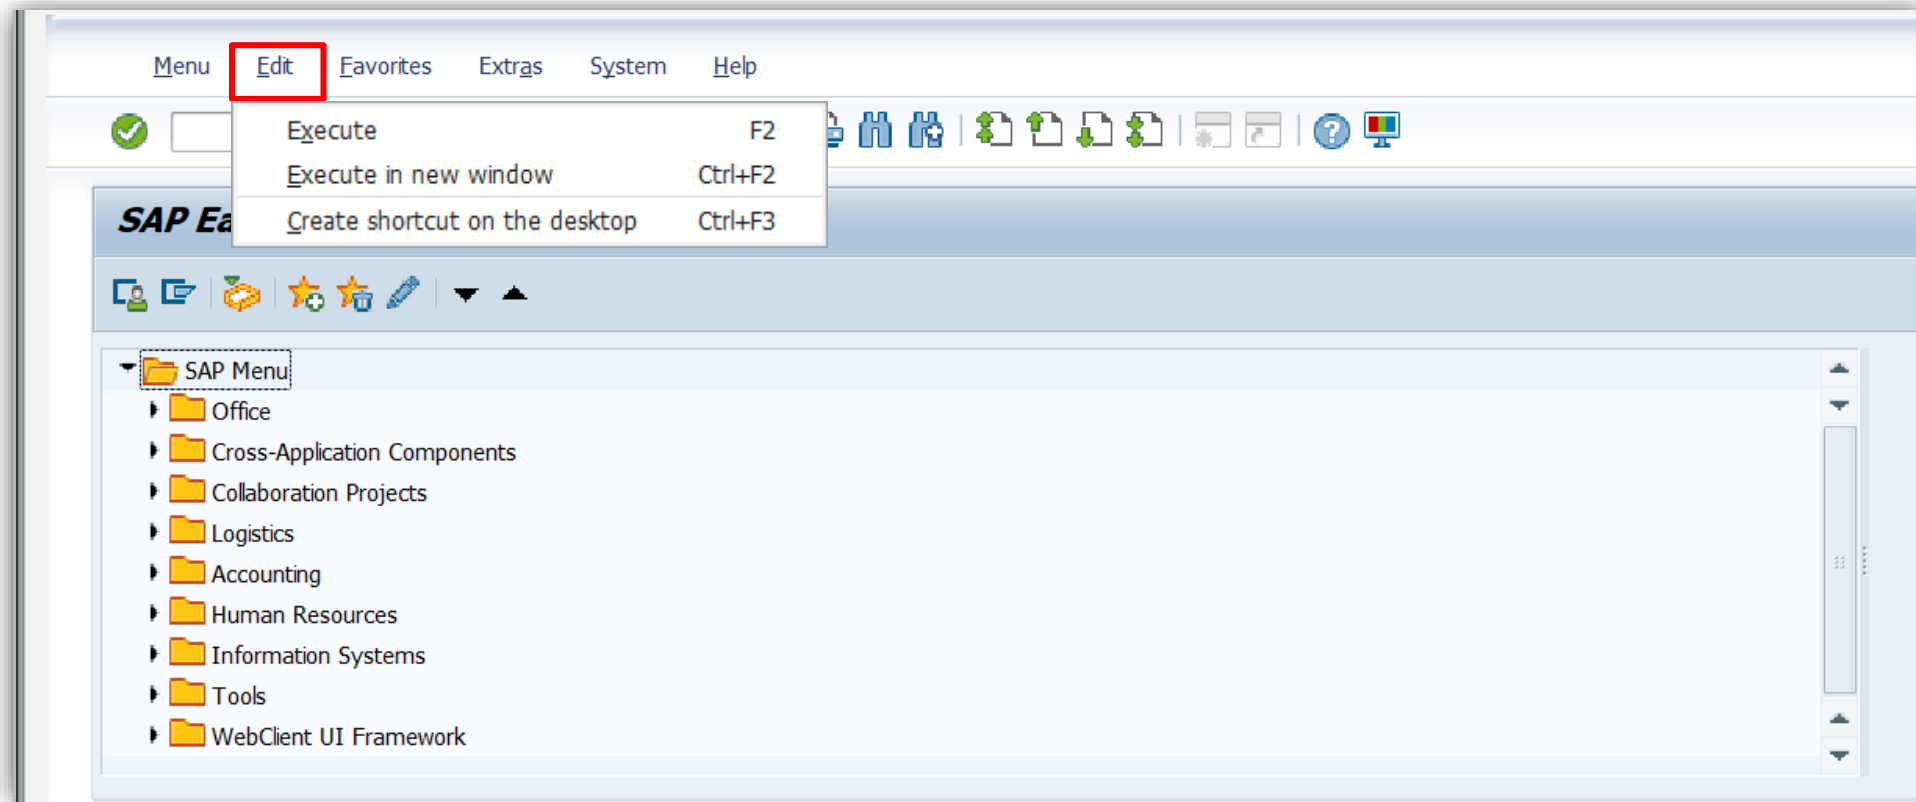 Menu Edit Favorites Extras System Help
Execute F2
Execute in new window Ctrl+F2
Create shortcut on the desktop Ctrl+F3
SAP Ea
SAP Menu
Office
Cross-Application Components
Collaboration Projects
Logistics
Accounting
Human Resources
Information Systems
Tools
WebClient UI Framework